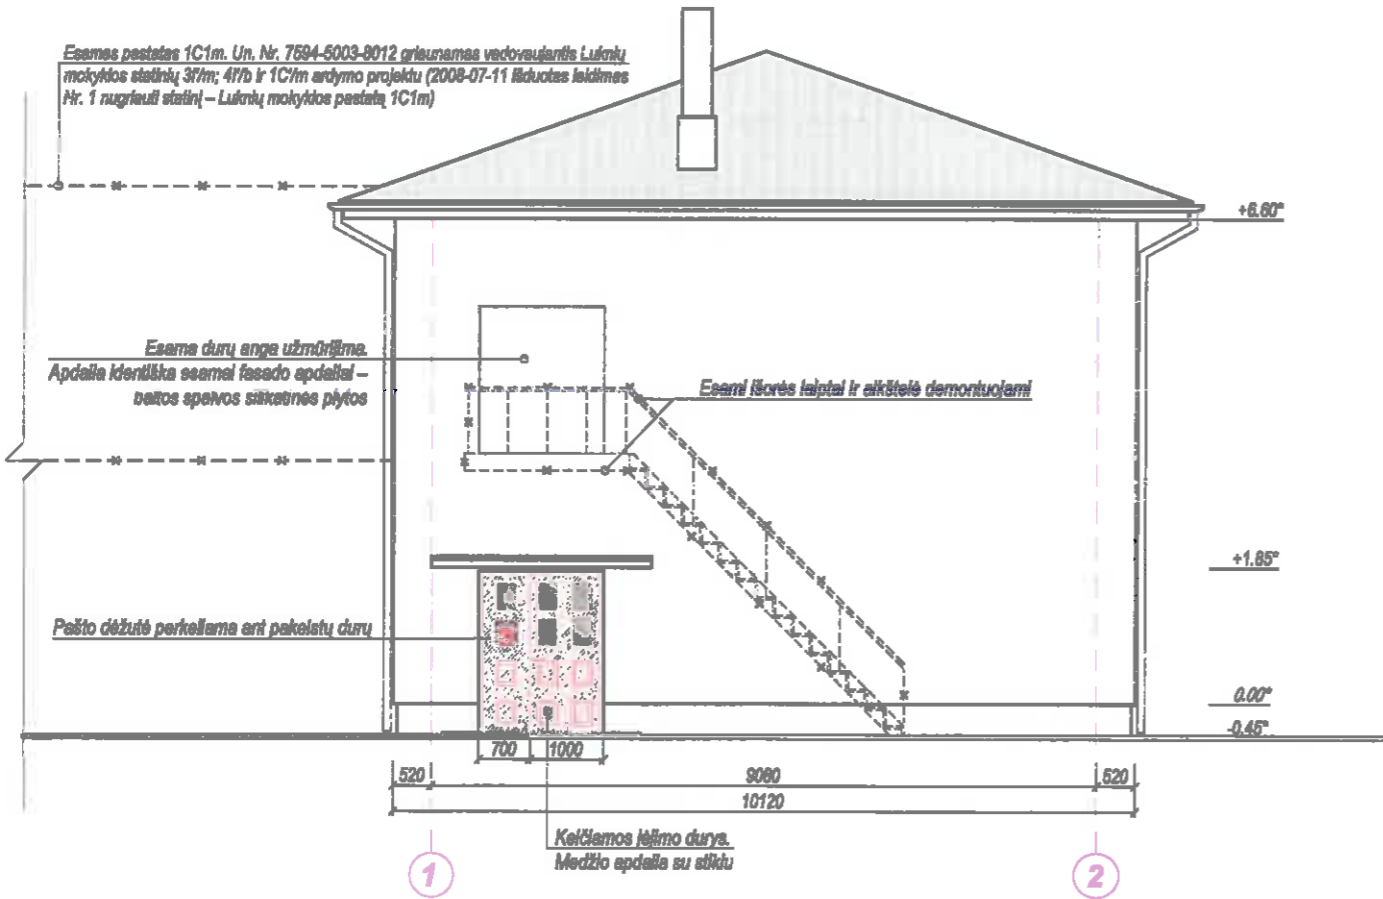 Esamas pastatas 1C1m. Un. Nr. 7594-5003-8012 griaunamas vadovaujantis Luknių
mokyklos statinių 3I'/m; 4I'/b ir 1C'/m ardymo projektu (2008-07-11 išduotas leidimas
Nr. 1 nugriauti statinį – Luknių mokyklos pastatą 1C1m)
+6.60*
Esama durų anga užmūrijima.
Apdaila identiška esamai fasado apdailai –
baltos spalvos silikatinės plytos
Esami išorės laiptai ir aikštelė demontuojami
+1.85*
Pašto dėžutė perkeliama ant pakeistų durų
0.00*
-0.45*
700 1000
520 9080 520
10120
Keičiamos įėjimo durys.
Medžio apdaila su stiklu
1 2